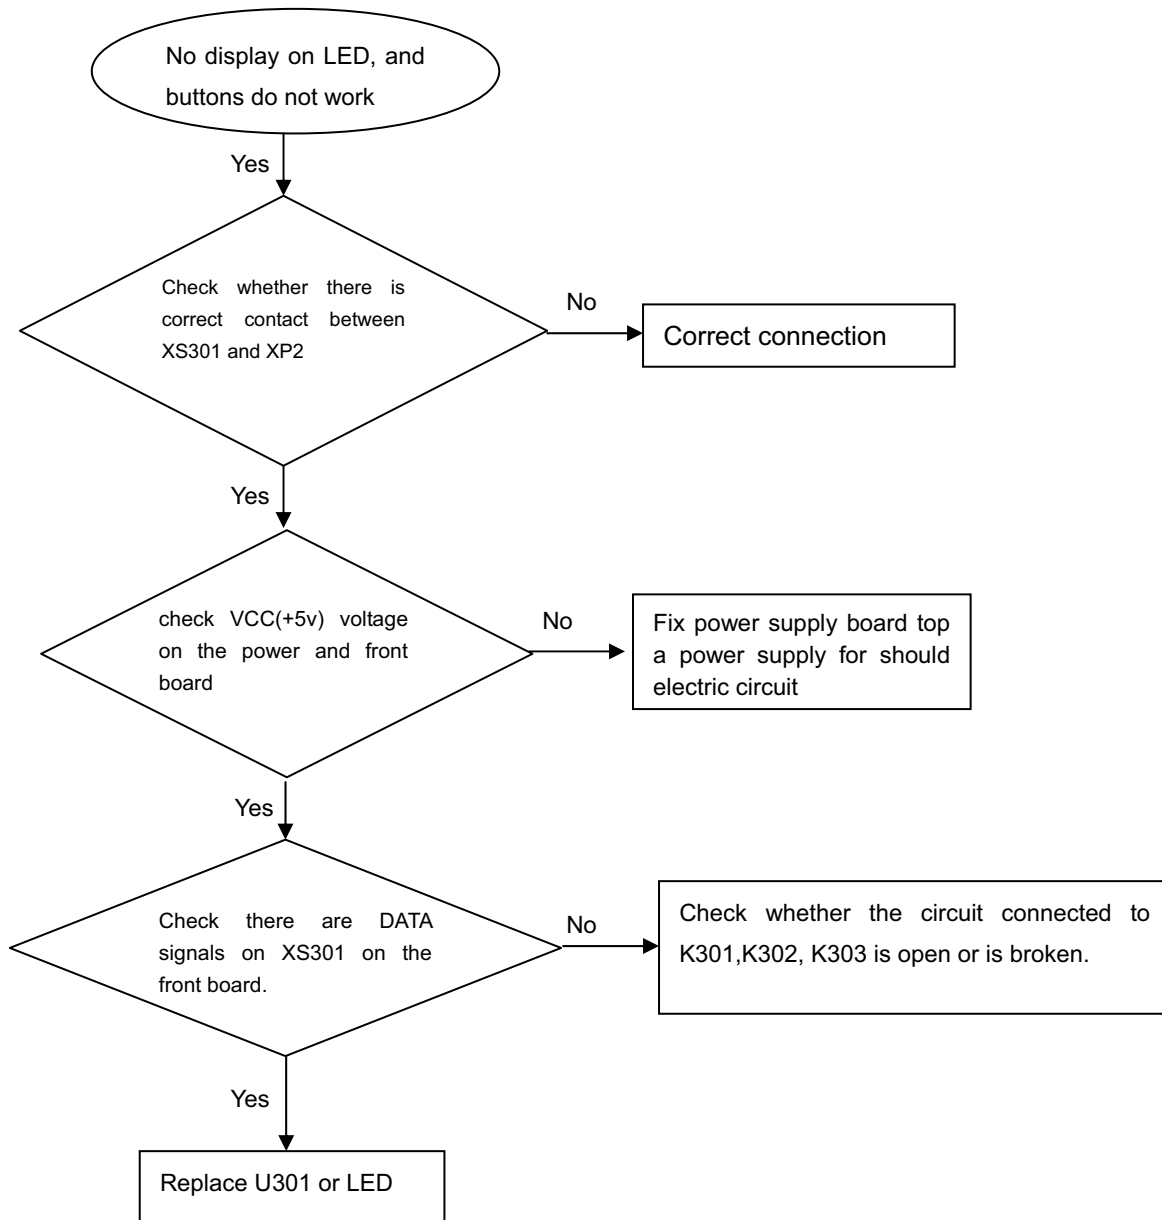 No display on LED, and
buttons do not work
Yes
Check whether there is
correct contact between
XS301 and XP2
No
Correct connection
Yes
check VCC(+5v) voltage
on the power and front
board
No
Fix power supply board top
a power supply for should
electric circuit
Yes
Check there are DATA
signals on XS301 on the
front board.
No
Check whether the circuit connected to
K301,K302, K303 is open or is broken.
Yes
Replace U301 or LED